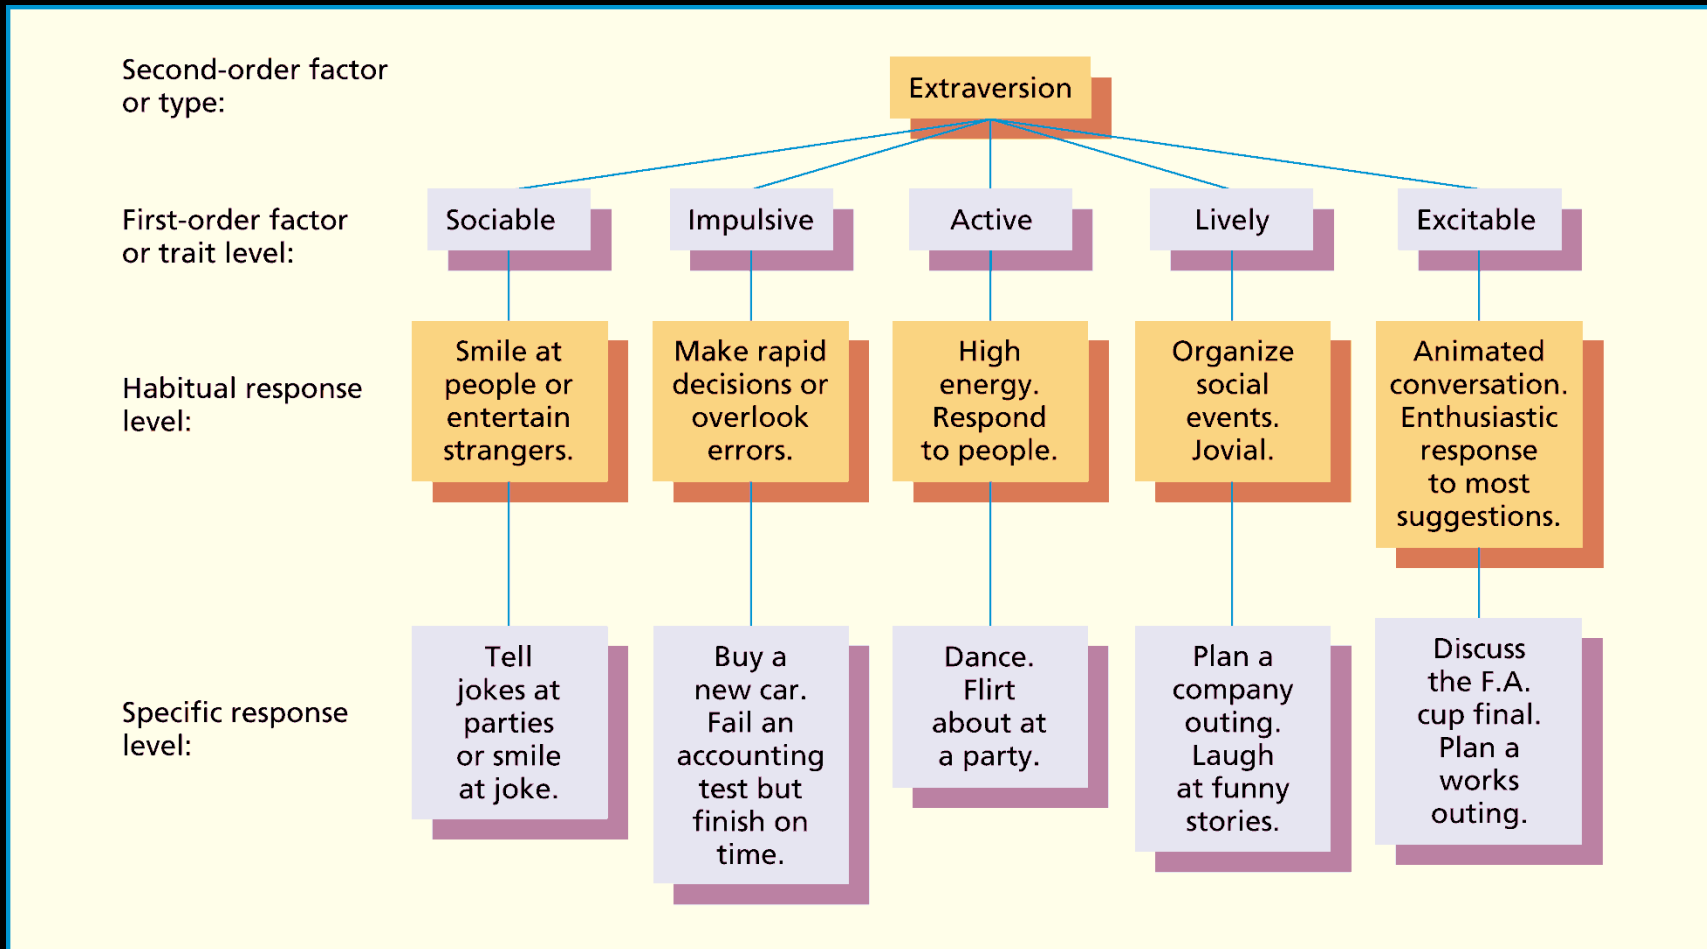 Second-order factor
or type:
Extraversion
First-order factor
or trait level:
Sociable
Impulsive
Active
Lively
Excitable
Habitual response
level:
Smile at
people or
entertain
strangers.
Make rapid
decisions or
overlook
errors.
High
energy.
Respond
to people.
Organize
social
events.
Jovial.
Animated
conversation.
Enthusiastic
response
to most
suggestions.
Specific response
level:
Tell
jokes at
parties
or smile
at joke.
Buy a
new car.
Fail an
accounting
test but
finish on
time.
Dance.
Flirt
about at
a party.
Plan a
company
outing.
Laugh
at funny
stories.
Discuss
the F.A.
cup final.
Plan a
works
outing.